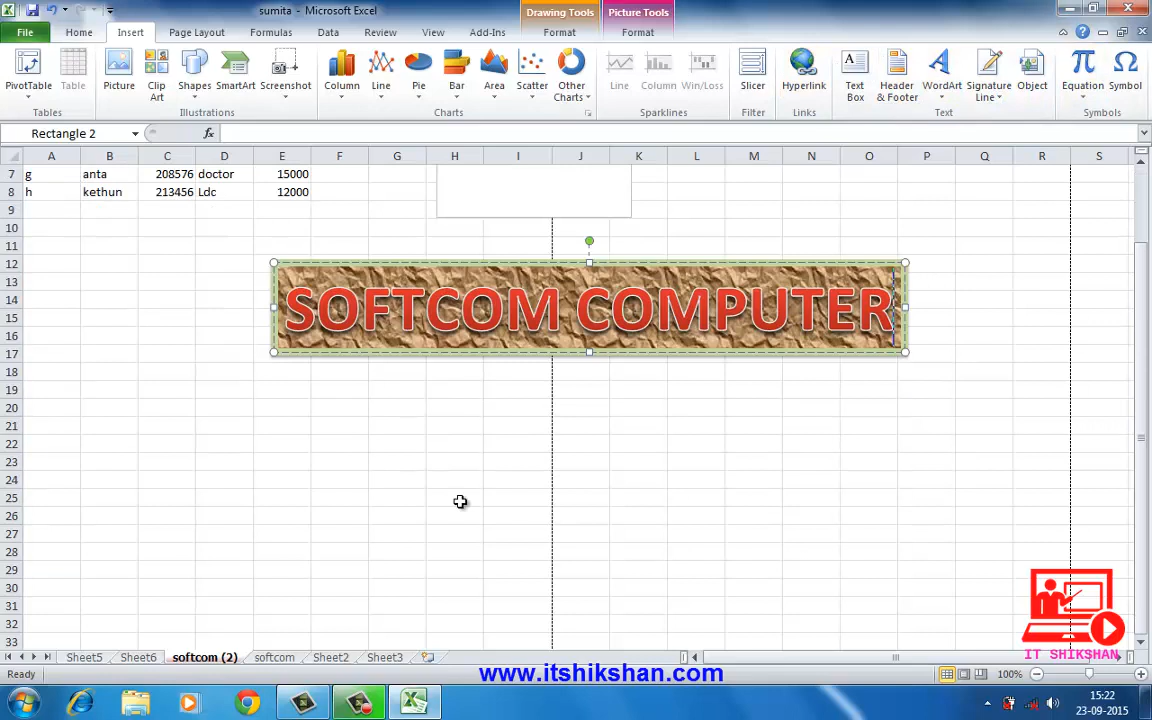 sumita - Microsoft Excel
Drawing Tools
Picture Tools
File
Home
Insert
Page Layout
Formulas
Data
Review
View
Add-Ins
Format
Format
PivotTable
Table
Picture
Clip Art
Shapes
SmartArt
Screenshot
Column
Line
Pie
Bar
Area
Scatter
Other Charts
Line
Column
Win/Loss
Slicer
Hyperlink
Text Box
Header & Footer
WordArt
Signature Line
Object
Equation
Symbol
Tables
Illustrations
Charts
Sparklines
Filter
Links
Text
Symbols
Rectangle 2
fx
A B C D E F G H I J K L M N O P Q R S
7 g anta 208576 doctor 15000
8 h kethun 213456 Ldc 12000
9
10
11
12
13
14
15
16
17
18
19
20
21
22
23
24
25
26
27
28
29
30
31
32
33
SOFTCOM COMPUTER
IT SHIKSHAN
Sheet5 Sheet6 softcom (2) softcom Sheet2 Sheet3
Ready
www.itshikshan.com
100%
15:22
23-09-2015